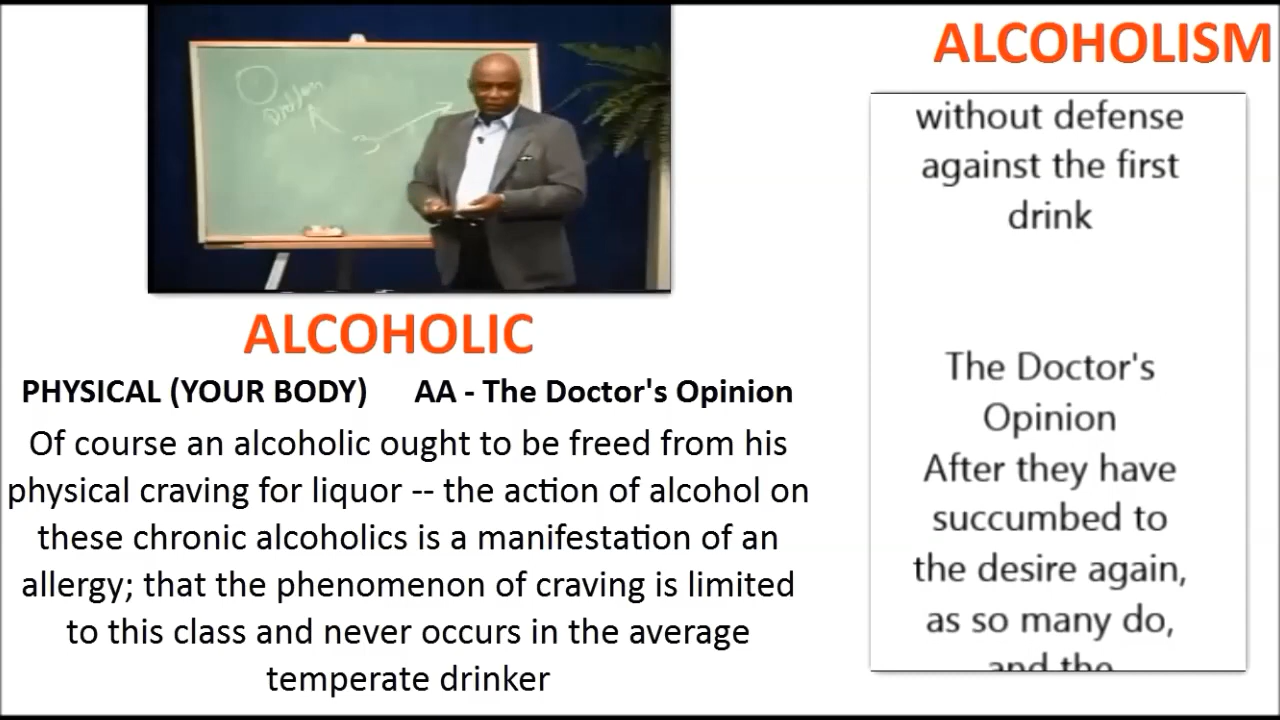 ALCOHOLISM
without defense
against the first
drink
The Doctor's
Opinion
After they have
succumbed to
the desire again,
as so many do,
and the
ALCOHOLIC
PHYSICAL (YOUR BODY) AA - The Doctor's Opinion
Of course an alcoholic ought to be freed from his
physical craving for liquor -- the action of alcohol on
these chronic alcoholics is a manifestation of an
allergy; that the phenomenon of craving is limited
to this class and never occurs in the average
temperate drinker